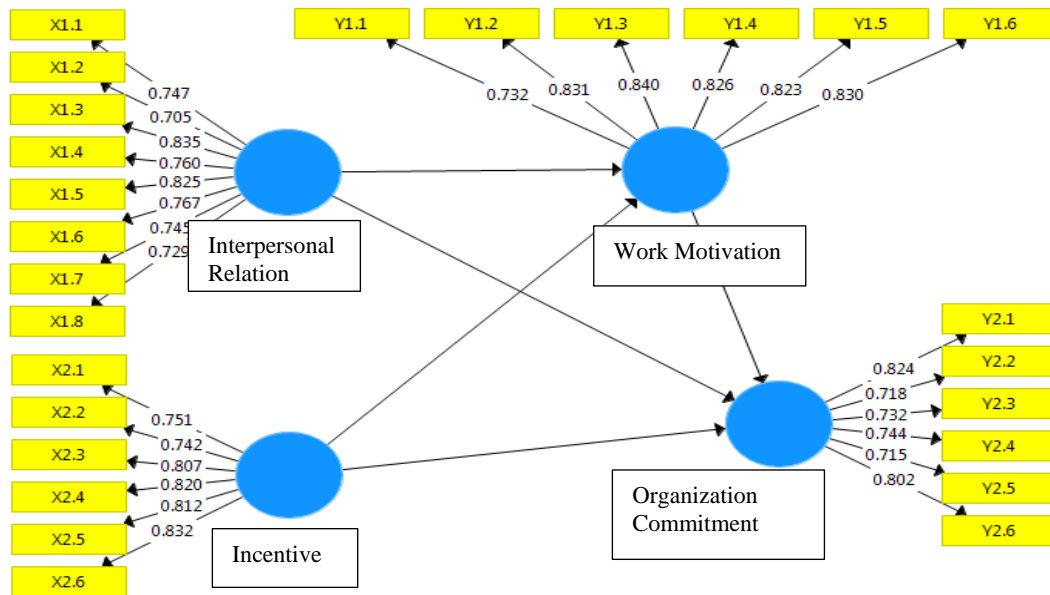 X1.1
X1.2
X1.3
X1.4
X1.5
X1.6
X1.7
X1.8
0.747
0.705
0.835
0.760
0.825
0.767
0.745
0.729
Interpersonal
Relation
Y1.1
Y1.2
Y1.3
Y1.4
Y1.5
Y1.6
0.732
0.831
0.840
0.826
0.823
0.830
Work Motivation
X2.1
X2.2
X2.3
X2.4
X2.5
X2.6
0.751
0.742
0.807
0.820
0.812
0.832
Incentive
Y2.1
Y2.2
Y2.3
Y2.4
Y2.5
Y2.6
0.824
0.718
0.732
0.744
0.715
0.802
Organization
Commitment